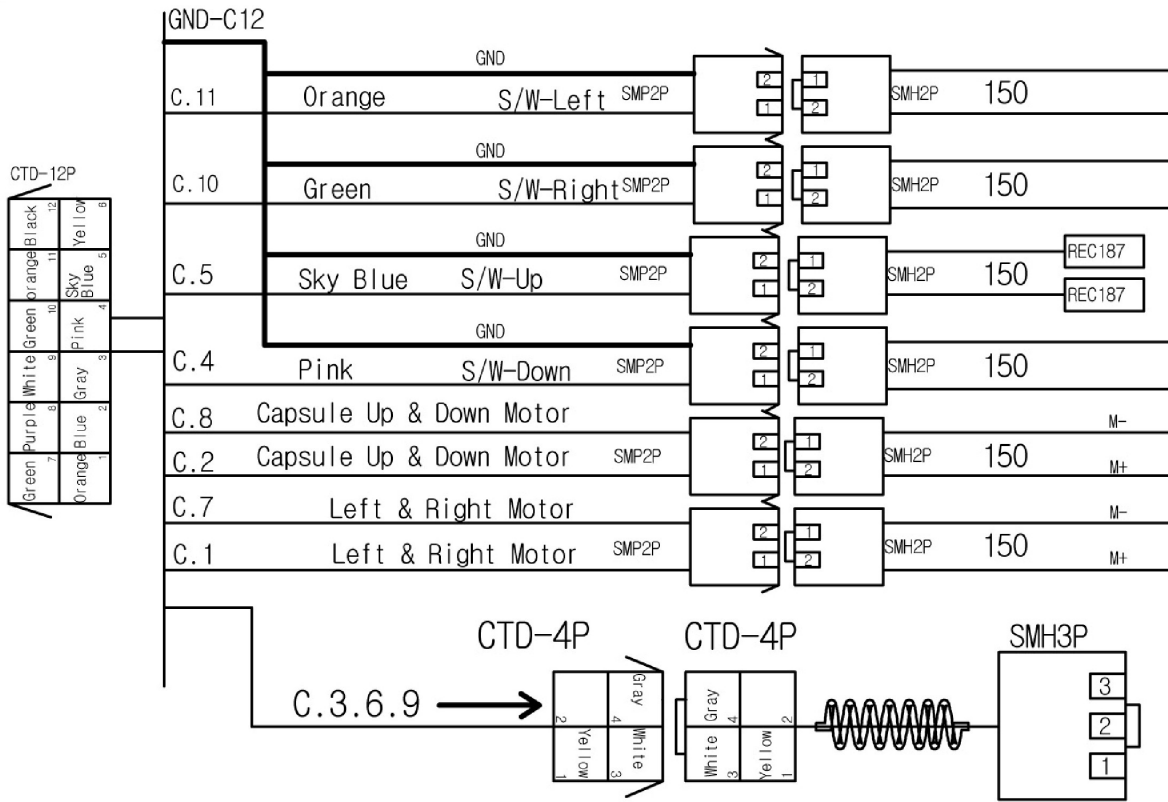 GND-C12
GND
C.11 Orange S/W-Left SMP2P 2 1 1 2 SMH2P 150
GND
C.10 Green S/W-Right SMP2P 2 1 1 2 SMH2P 150
CTD-12P
GND
C.5 Sky Blue S/W-Up SMP2P 2 1 1 2 SMH2P 150 REC187
REC187
GND
C.4 Pink S/W-Down SMP2P 2 1 1 2 SMH2P 150
C.8 Capsule Up & Down Motor M-
C.2 Capsule Up & Down Motor SMP2P 2 1 1 2 SMH2P 150 M+
C.7 Left & Right Motor M-
C.1 Left & Right Motor SMP2P 2 1 1 2 SMH2P 150 M+
Black 12 Yellow 6
orange 11 Sky Blue 5
Green 10 Pink 4
White 9 Gray 3
Purple 8 Blue 2
Green 7 Orange 1
CTD-4P CTD-4P SMH3P
C.3.6.9
2 Gray 4
Yellow 1 White 3
Gray 4 2
White 3 Yellow 1
3
2
1